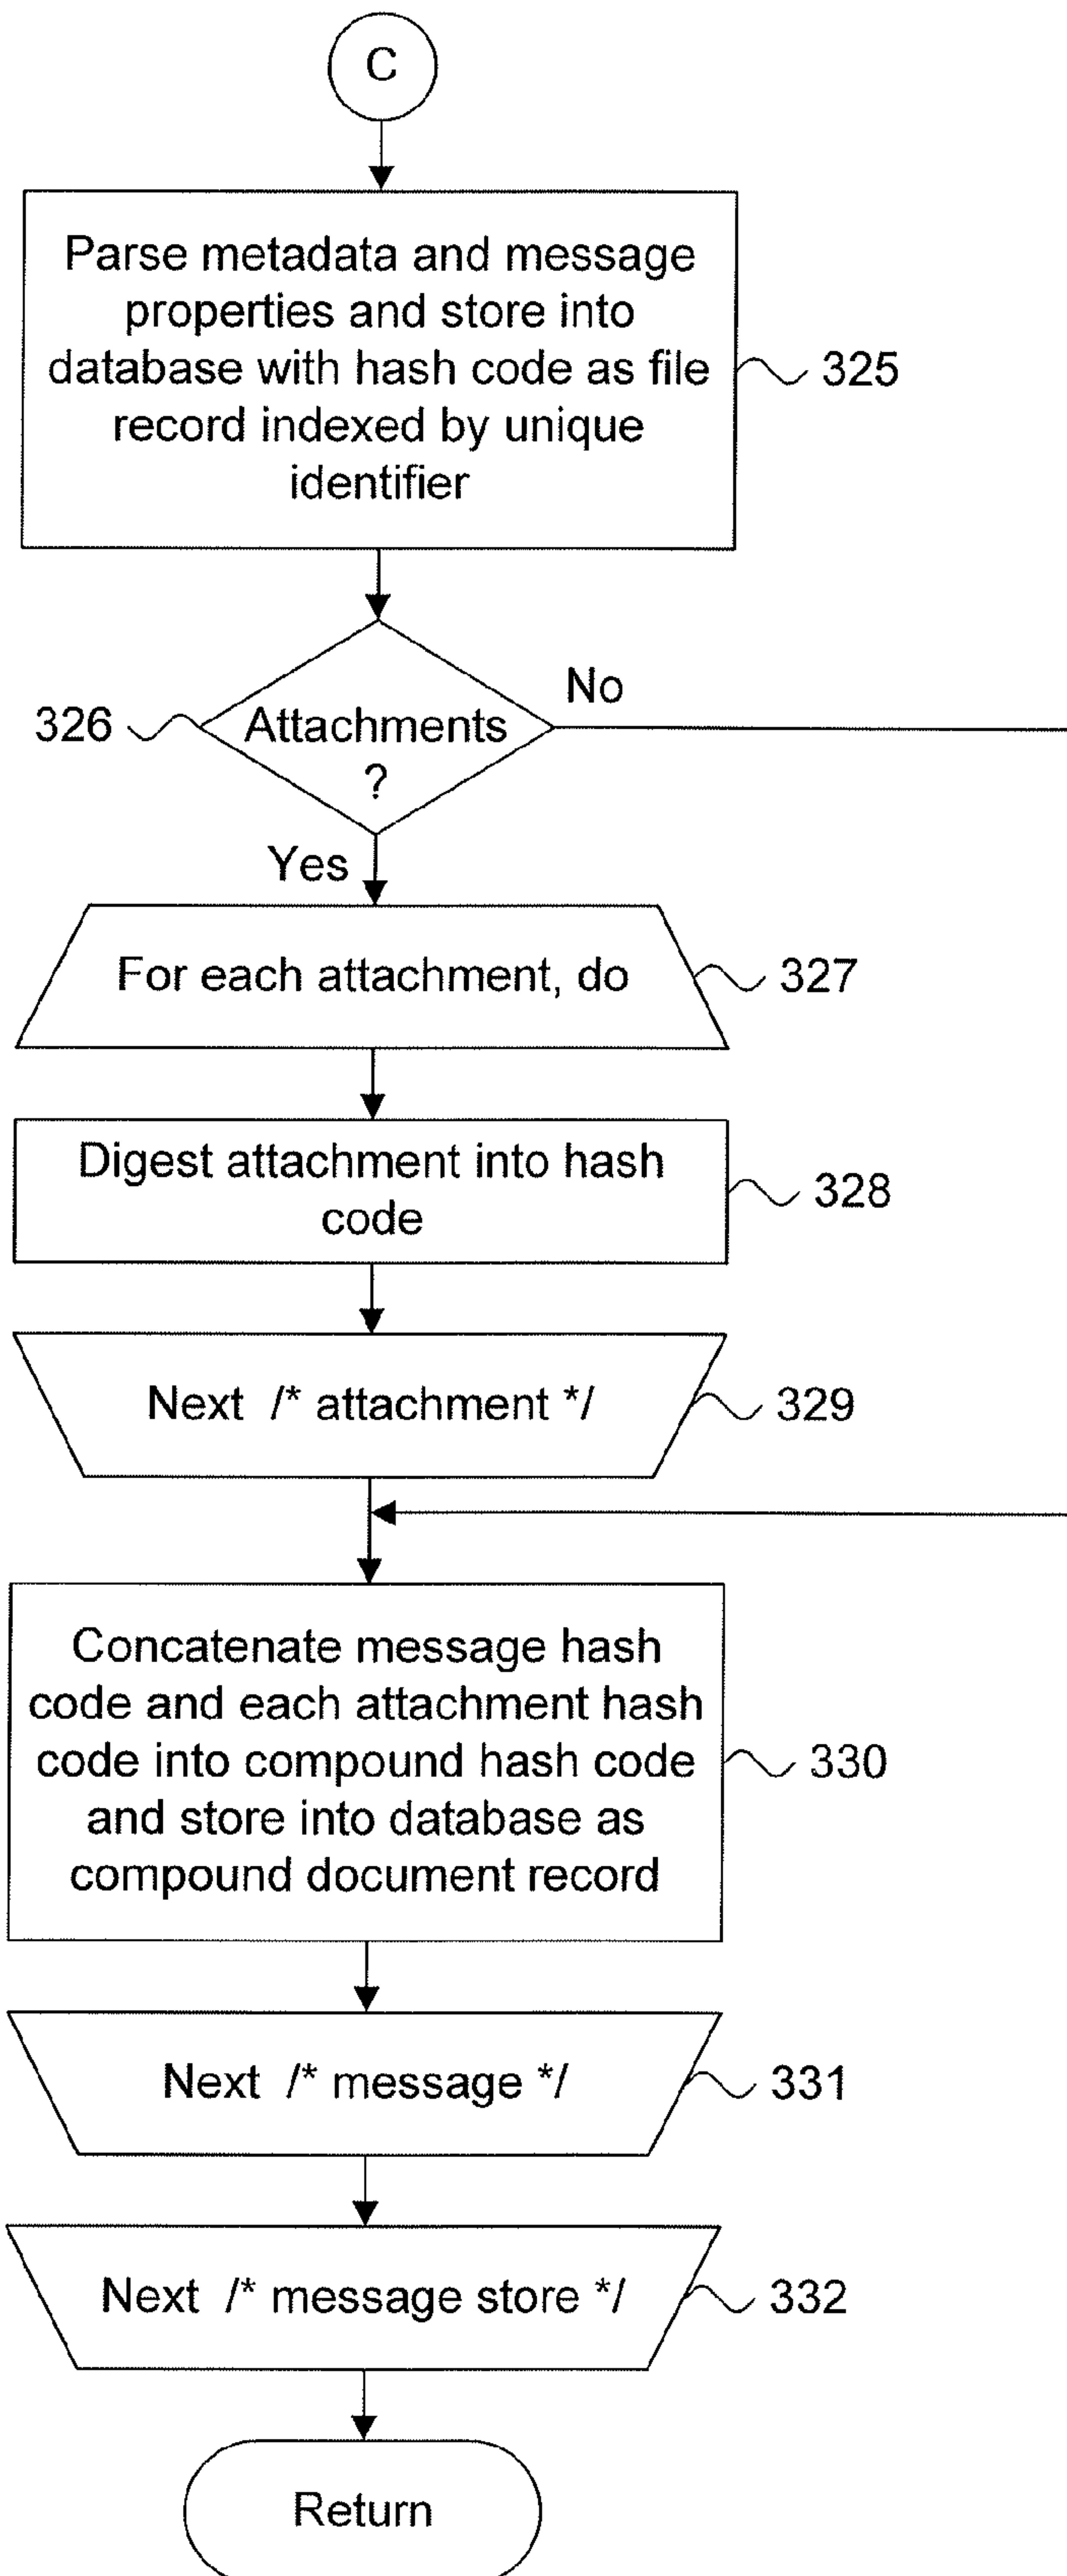 C
Parse metadata and message
properties and store into
database with hash code as file
record indexed by unique
identifier
325
326
Attachments
?
No
Yes
For each attachment, do
327
Digest attachment into hash
code
328
Next /* attachment */
329
Concatenate message hash
code and each attachment hash
code into compound hash code
and store into database as
compound document record
330
Next /* message */
331
Next /* message store */
332
Return